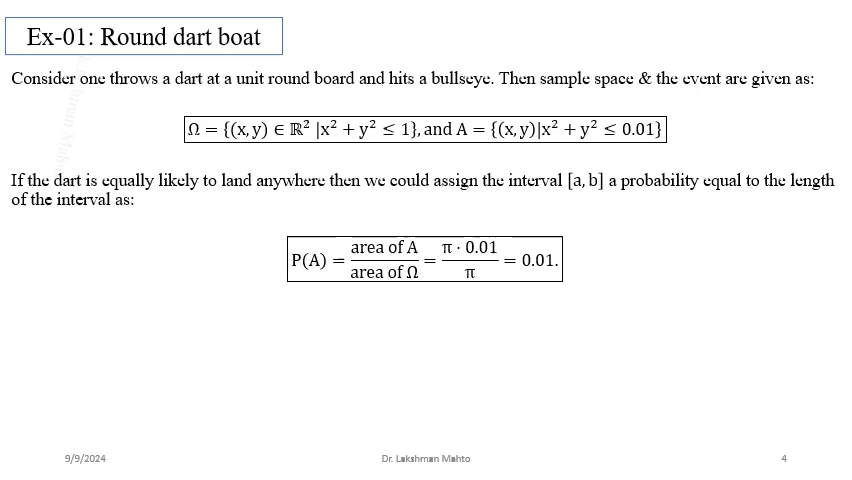 Ex-01: Round dart boat
Consider one throws a dart at a unit round board and hits a bullseye. Then sample space & the event are given as:
Ω = {(x, y) ∈ ℝ² |x² + y² ≤ 1}, and A = {(x, y)|x² + y² ≤ 0.01}
If the dart is equally likely to land anywhere then we could assign the interval [a, b] a probability equal to the length
of the interval as:
P(A) = area of A / area of Ω = π · 0.01 / π = 0.01.
9/9/2024 Dr. Lakshman Mahto 4